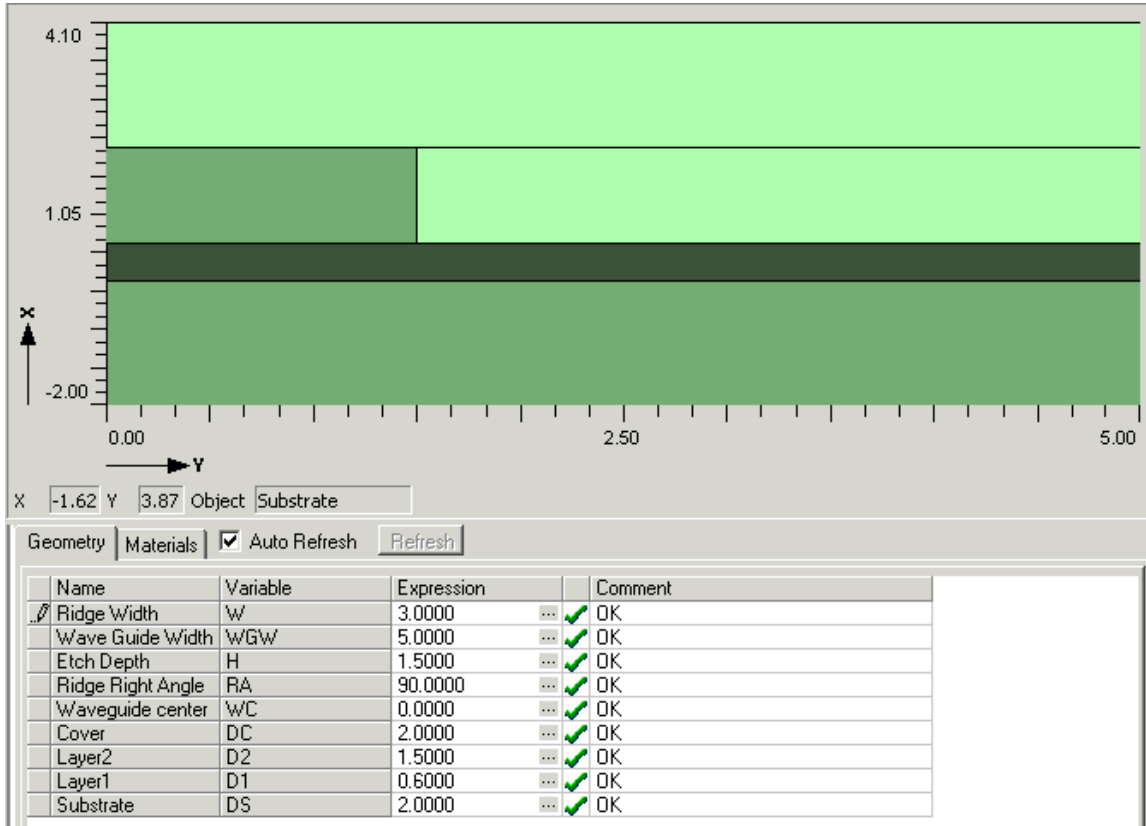 4.10
1.05
X
-2.00
0.00 2.50 5.00
Y
X -1.62 Y 3.87 Object Substrate
Geometry Materials Auto Refresh Refresh
Name Variable Expression Comment
Ridge Width W 3.0000 ... OK
Wave Guide Width WGW 5.0000 ... OK
Etch Depth H 1.5000 ... OK
Ridge Right Angle RA 90.0000 ... OK
Waveguide center WC 0.0000 ... OK
Cover DC 2.0000 ... OK
Layer2 D2 1.5000 ... OK
Layer1 D1 0.6000 ... OK
Substrate DS 2.0000 ... OK